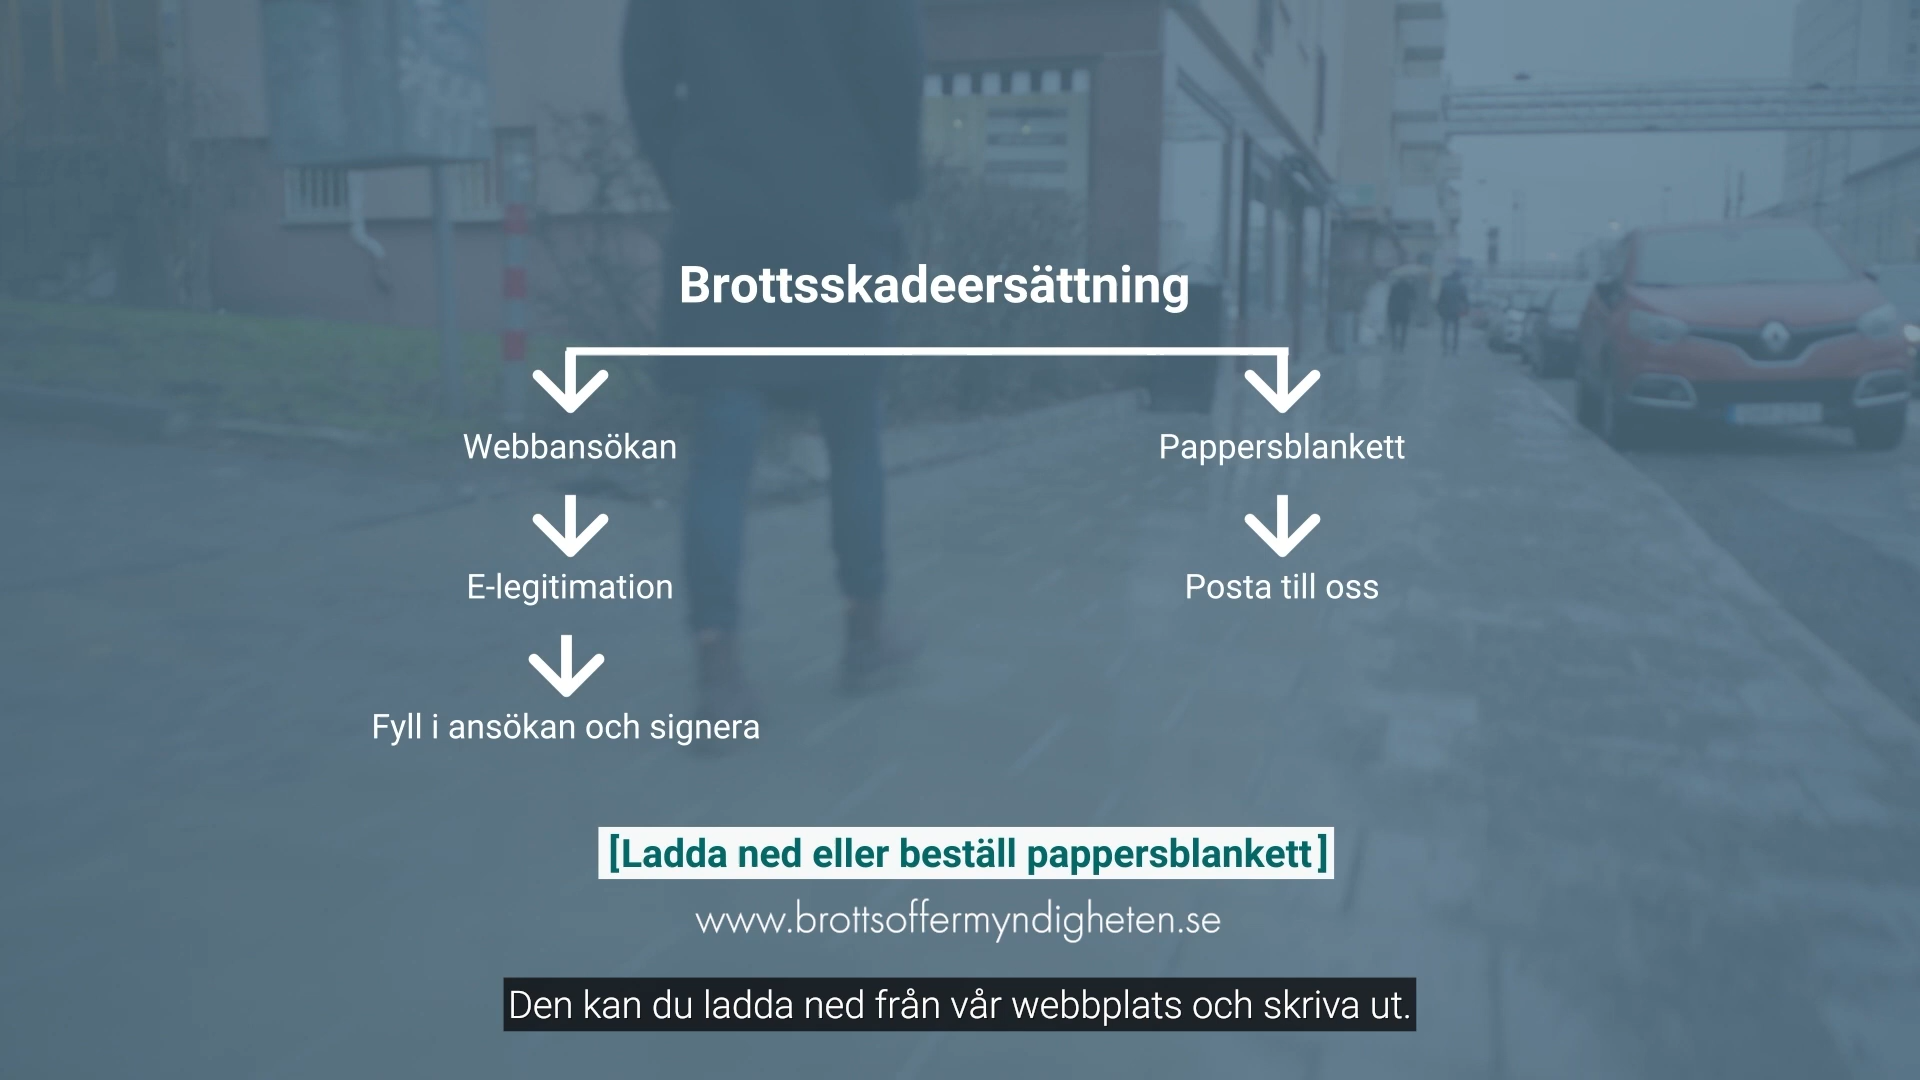 Brottsskadeersättning
Webbansökan
E-legitimation
Fyll i ansökan och signera
Pappersblankett
Posta till oss
[Ladda ned eller beställ pappersblankett]
www.brottsoffermyndigheten.se
Den kan du ladda ned från vår webbplats och skriva ut.